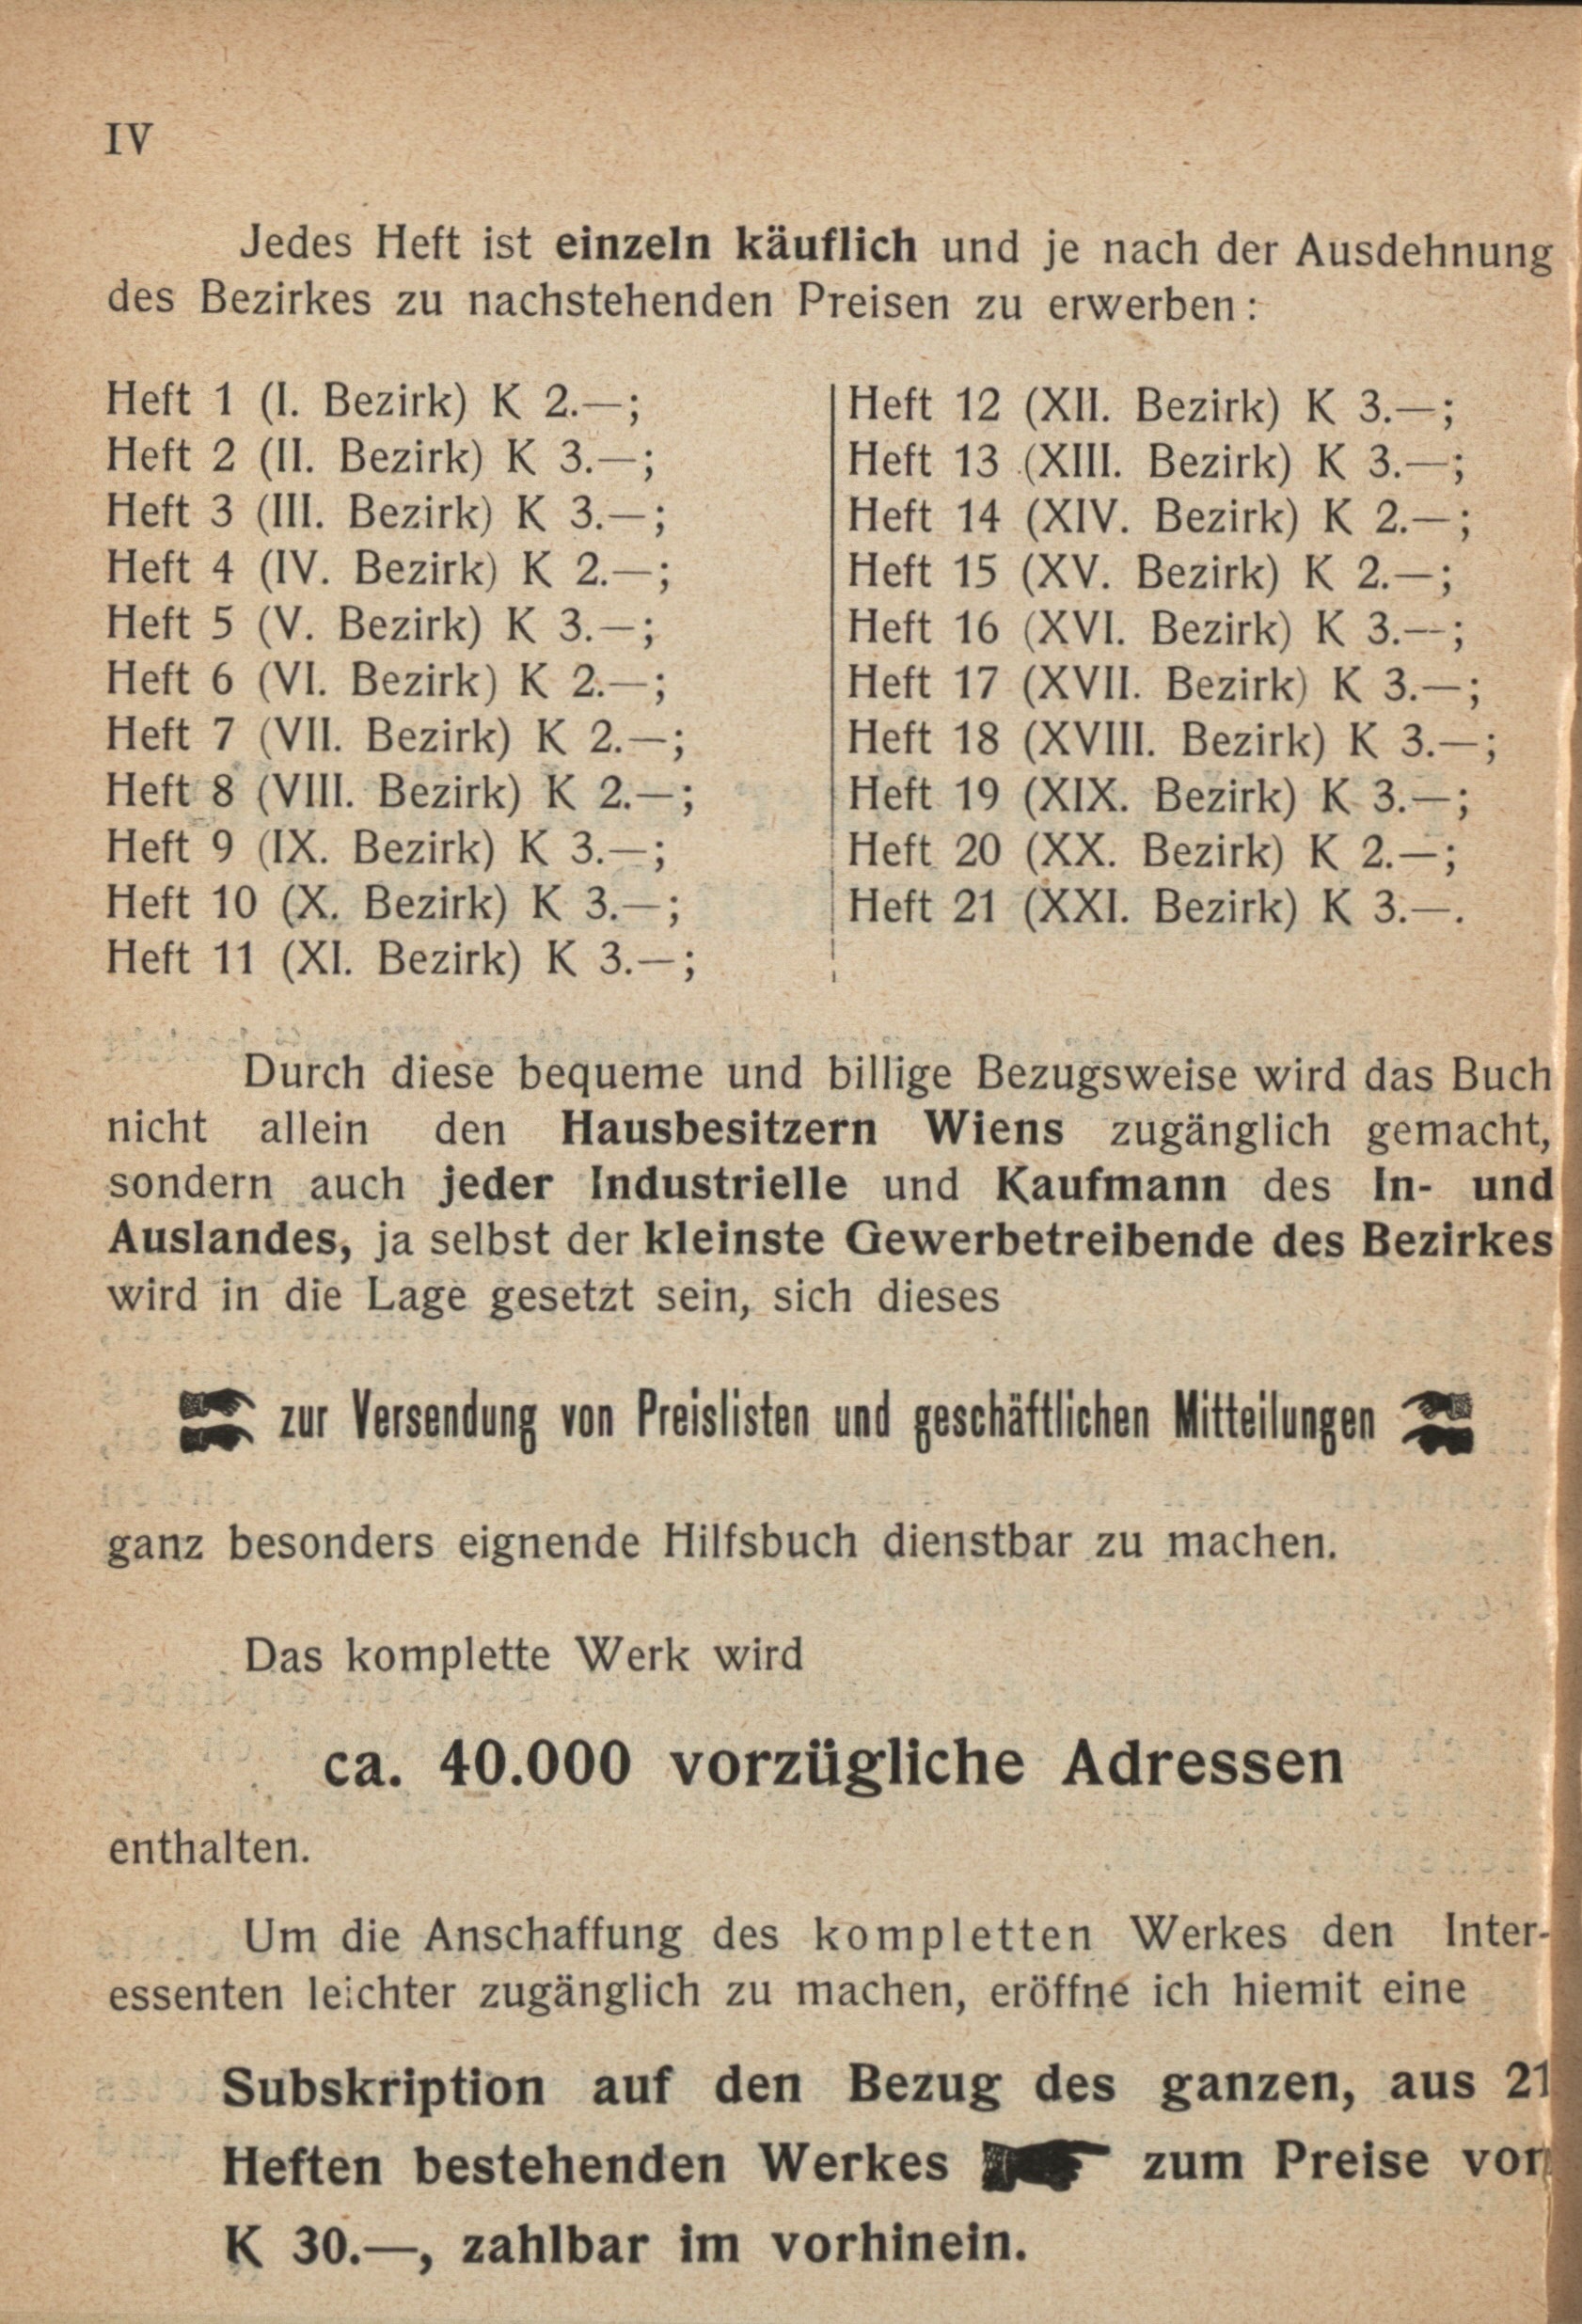 IV
Jedes Heft ist einzeln käuflich und je nach der Ausdehnung
des Bezirkes zu nachstehenden Preisen zu erwerben:
Heft 1 (I. Bezirk) K 2.—;
Heft 2 (II. Bezirk) K 3.—;
Heft 3 (III. Bezirk) K 3.—;
Heft 4 (IV. Bezirk) K 2.—;
Heft 5 (V. Bezirk) K 3.—;
Heft 6 (VI. Bezirk) K 2.—;
Heft 7 (VII. Bezirk) K 2.—;
Heft 8 (VIII. Bezirk) K 2.—;
Heft 9 (IX. Bezirk) K 3.—;
Heft 10 (X. Bezirk) K 3.—;
Heft 11 (XI. Bezirk) K 3.—;
Heft 12 (XII. Bezirk) K 3.—;
Heft 13 (XIII. Bezirk) K 3.—;
Heft 14 (XIV. Bezirk) K 2.—;
Heft 15 (XV. Bezirk) K 2.—;
Heft 16 (XVI. Bezirk) K 3.—;
Heft 17 (XVII. Bezirk) K 3.—;
Heft 18 (XVIII. Bezirk) K 3.—;
Heft 19 (XIX. Bezirk) K 3.—;
Heft 20 (XX. Bezirk) K 2.—;
Heft 21 (XXI. Bezirk) K 3.—.
Durch diese bequeme und billige Bezugsweise wird das Buch
nicht allein den Hausbesitzern Wiens zugänglich gemacht,
sondern auch jeder Industrielle und Kaufmann des In- und
Auslandes, ja selbst der kleinste Gewerbetreibende des Bezirkes
wird in die Lage gesetzt sein, sich dieses
zur Versendung von Preislisten und geschäftlichen Mitteilungen
ganz besonders eignende Hilfsbuch dienstbar zu machen.
Das komplette Werk wird
ca. 40.000 vorzügliche Adressen
enthalten.
Um die Anschaffung des kompletten Werkes den Inter-
essenten leichter zugänglich zu machen, eröffne ich hiemit eine
Subskription auf den Bezug des ganzen, aus 21
Heften bestehenden Werkes zum Preise von
K 30.—, zahlbar im vorhinein.